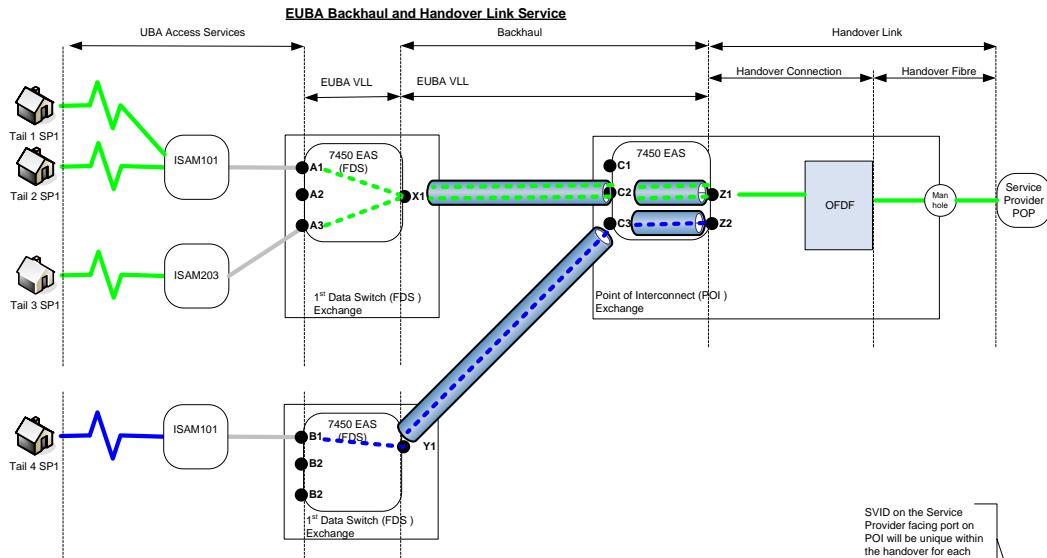 EUBA Backhaul and Handover Link Service
UBA Access Services
Backhaul
Handover Link
EUBA VLL
EUBA VLL
Handover Connection
Handover Fibre
Tail 1 SP1
Tail 2 SP1
Tail 3 SP1
ISAM101
ISAM203
7450 EAS
(FDS)
A1
A2
A3
X1
1st Data Switch (FDS )
Exchange
7450 EAS
C1
C2
C3
Z1
Z2
OFDF
Man
hole
Service
Provider
POP
Point of Interconnect (POI )
Exchange
Tail 4 SP1
ISAM101
7450 EAS
(FDS)
B1
B2
B2
Y1
1st Data Switch (FDS )
Exchange
SVID on the Service
Provider facing port on
POI will be unique within
the handover for each